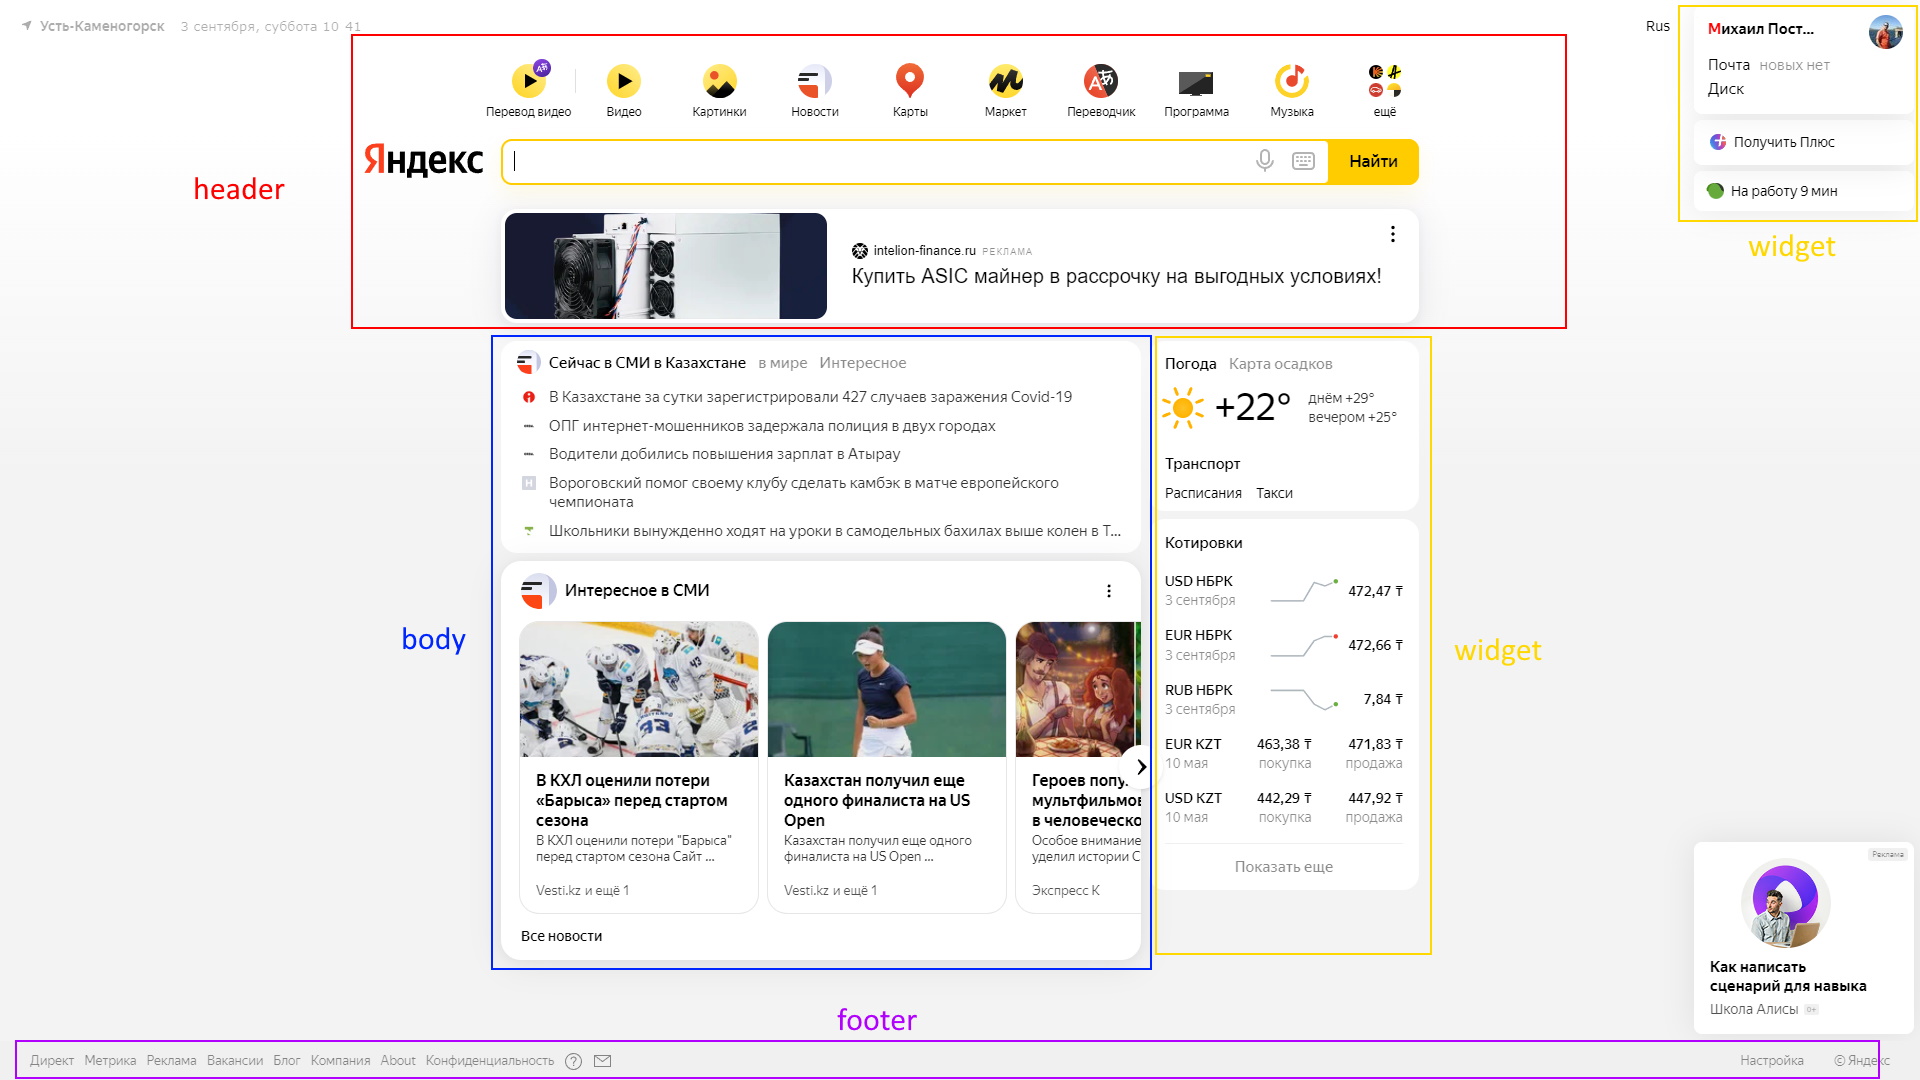 Усть-Каменогорск 3 сентября, суббота 10 41
Rus
Михаил Пост...
Почта новых нет
Диск
Получить Плюс
На работу 9 мин
widget
Перевод видео Видео Картинки Новости Карты Маркет Переводчик Программа Музыка ещё
header
Яндекс Найти
intelion-finance.ru РЕКЛАМА
Купить ASIC майнер в рассрочку на выгодных условиях!
Сейчас в СМИ в Казахстане в мире Интересное
В Казахстане за сутки зарегистрировали 427 случаев заражения Covid-19
ОПГ интернет-мошенников задержала полиция в двух городах
Водители добились повышения зарплат в Атырау
Вороговский помог своему клубу сделать камбэк в матче европейского
чемпионата
Школьники вынужденно ходят на уроки в самодельных бахилах выше колен в Т...
body
Интересное в СМИ
В КХЛ оценили потери
«Барыса» перед стартом
сезона
В КХЛ оценили потери "Барыса"
перед стартом сезона Сайт ...
Vesti.kz и ещё 1
Казахстан получил еще
одного финалиста на US
Open
Казахстан получил еще одного
финалиста на US Open ...
Vesti.kz и ещё 1
Героев попу
мультфильмов
в человеческо
Особое внимание
уделил истории С
Экспресс К
Все новости
Погода Карта осадков
+22° днём +29°
вечером +25°
Транспорт
Расписания Такси
Котировки
USD НБРК 472,47 ₸
3 сентября
EUR НБРК 472,66 ₸
3 сентября
RUB НБРК 7,84 ₸
3 сентября
EUR KZT 463,38 ₸ 471,83 ₸
10 мая покупка продажа
USD KZT 442,29 ₸ 447,92 ₸
10 мая покупка продажа
Показать еще
widget
Реклама
Как написать
сценарий для навыка
Школа Алисы 0+
footer
Директ Метрика Реклама Вакансии Блог Компания About Конфиденциальность ? Настройка © Яндекс